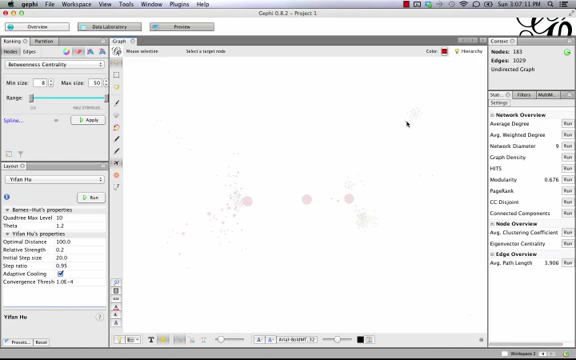 gephi File Workspace View Tools Window Plugins Help
3:07:11 PM
Gephi 0.8.2 - Project 1
Overview
Data Laboratory
Preview
Ranking
Partition
Nodes Edges
Betweenness Centrality
Min size: 8 Max size: 50
Range:
Spline...
Apply
Layout
Yifan Hu
Run
Barnes-Hut's properties
Quadtree Max Level 10
Theta 1.2
Yifan Hu's properties
Optimal Distance 100.0
Relative Strength 0.2
Initial Step size 20.0
Step ratio 0.95
Adaptive Cooling
Convergence Thresh 1.0E-4
Yifan Hu
Presets... Reset
Graph
Mouse selection
Select a target node
Color:
Hierarchy
Arial-BoldMT, 32
Context
Nodes: 183
Edges: 1029
Undirected Graph
Filters
Settings
Network Overview
Average Degree Run
Avg. Weighted Degree Run
Network Diameter 9 Run
Graph Density Run
HITS Run
Modularity 0.676 Run
PageRank Run
CC Disjoint Run
Connected Components Run
Node Overview
Avg. Clustering Coefficient Run
Eigenvector Centrality Run
Edge Overview
Avg. Path Length 3.906 Run